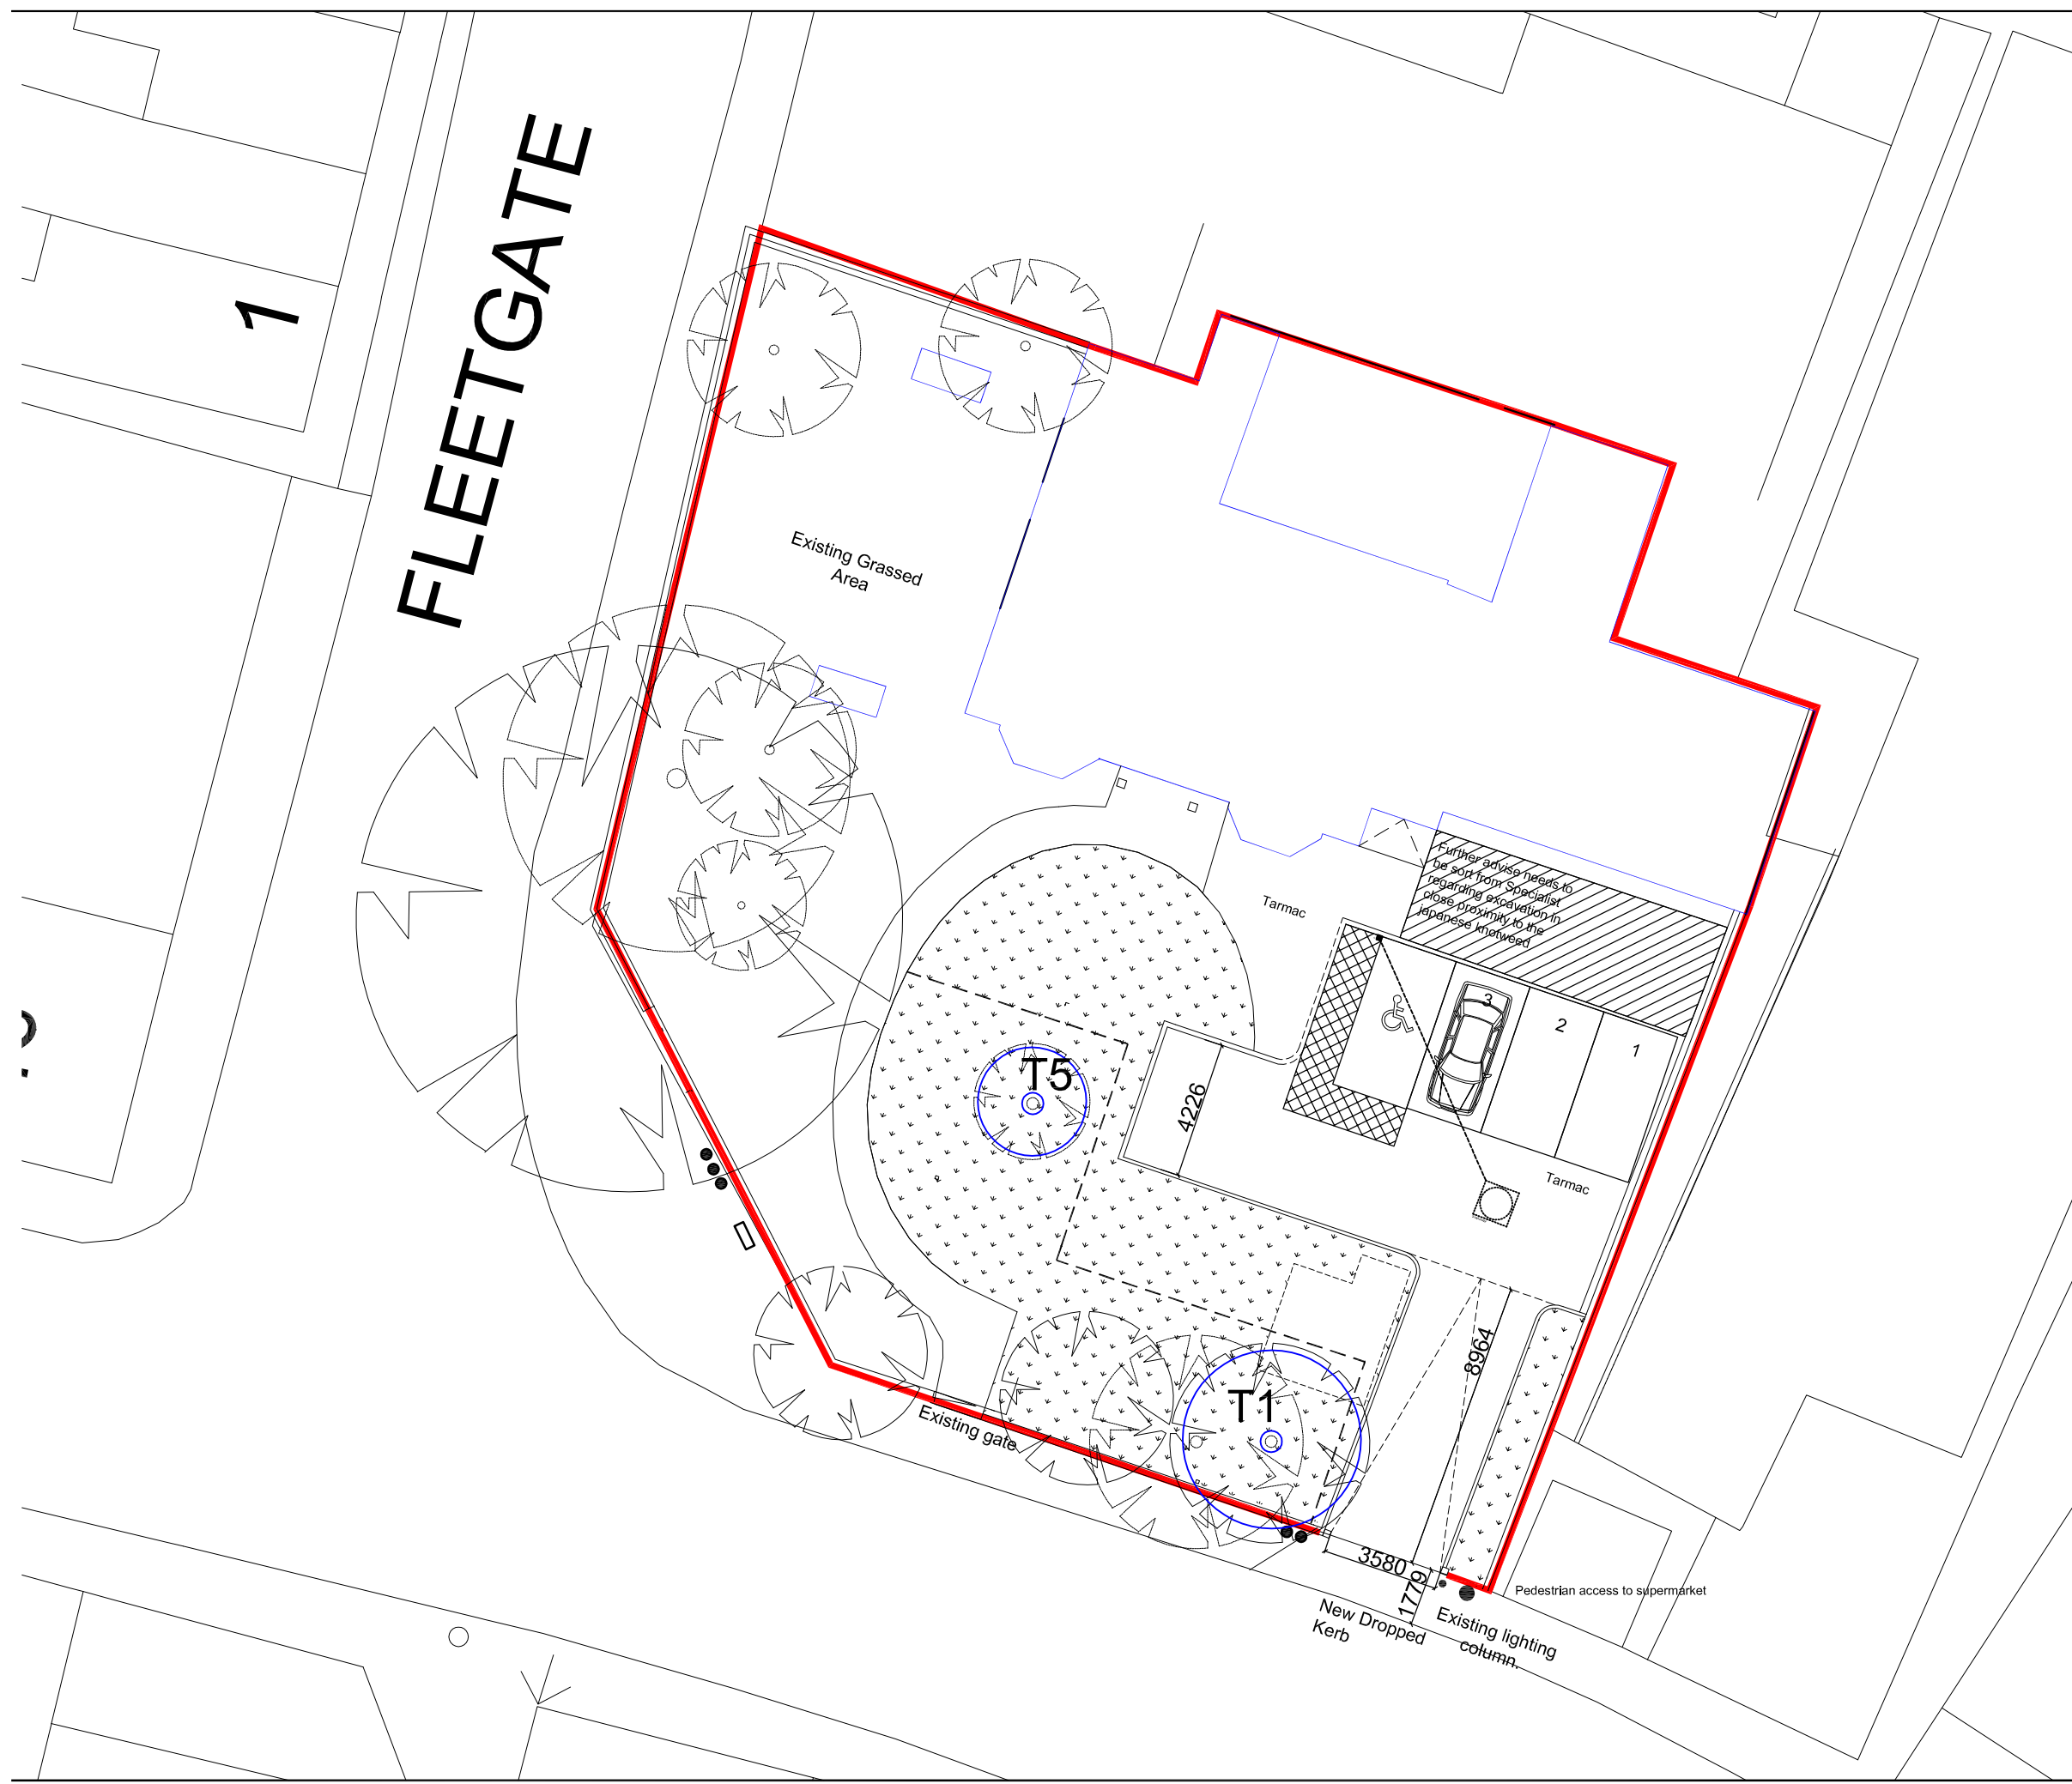 FLEETGATE
1
Existing Grassed
Area
Further advise needs to
be sort from Specialist
regarding excavation in
close proximity to the
japanese knotweed
Tarmac
3
2
1
T5
4226
Tarmac
8964
T1
Existing gate
3580
1779
Pedestrian access to supermarket
New Dropped
Kerb
Existing lighting
column.